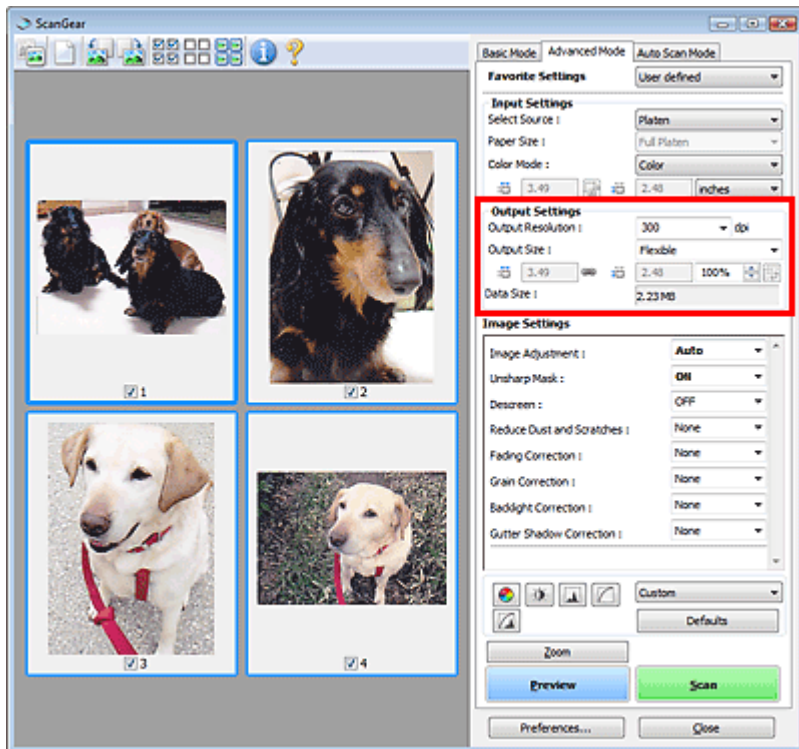 ScanGear
Basic Mode Advanced Mode Auto Scan Mode
Favorite Settings User defined
Input Settings
Select Source : Platen
Paper Size : Full Platen
Color Mode : Color
3.49 2.48 inches
Output Settings
Output Resolution : 300 dpi
Output Size : Flexible
3.49 2.48 100%
Data Size : 2.23 MB
Image Settings
Image Adjustment : Auto
Unsharp Mask : ON
Descreen : OFF
Reduce Dust and Scratches : None
Fading Correction : None
Grain Correction : None
Backlight Correction : None
Gutter Shadow Correction : None
Custom
Defaults
Zoom
Preview Scan
Preferences... Close
1
2
3
4